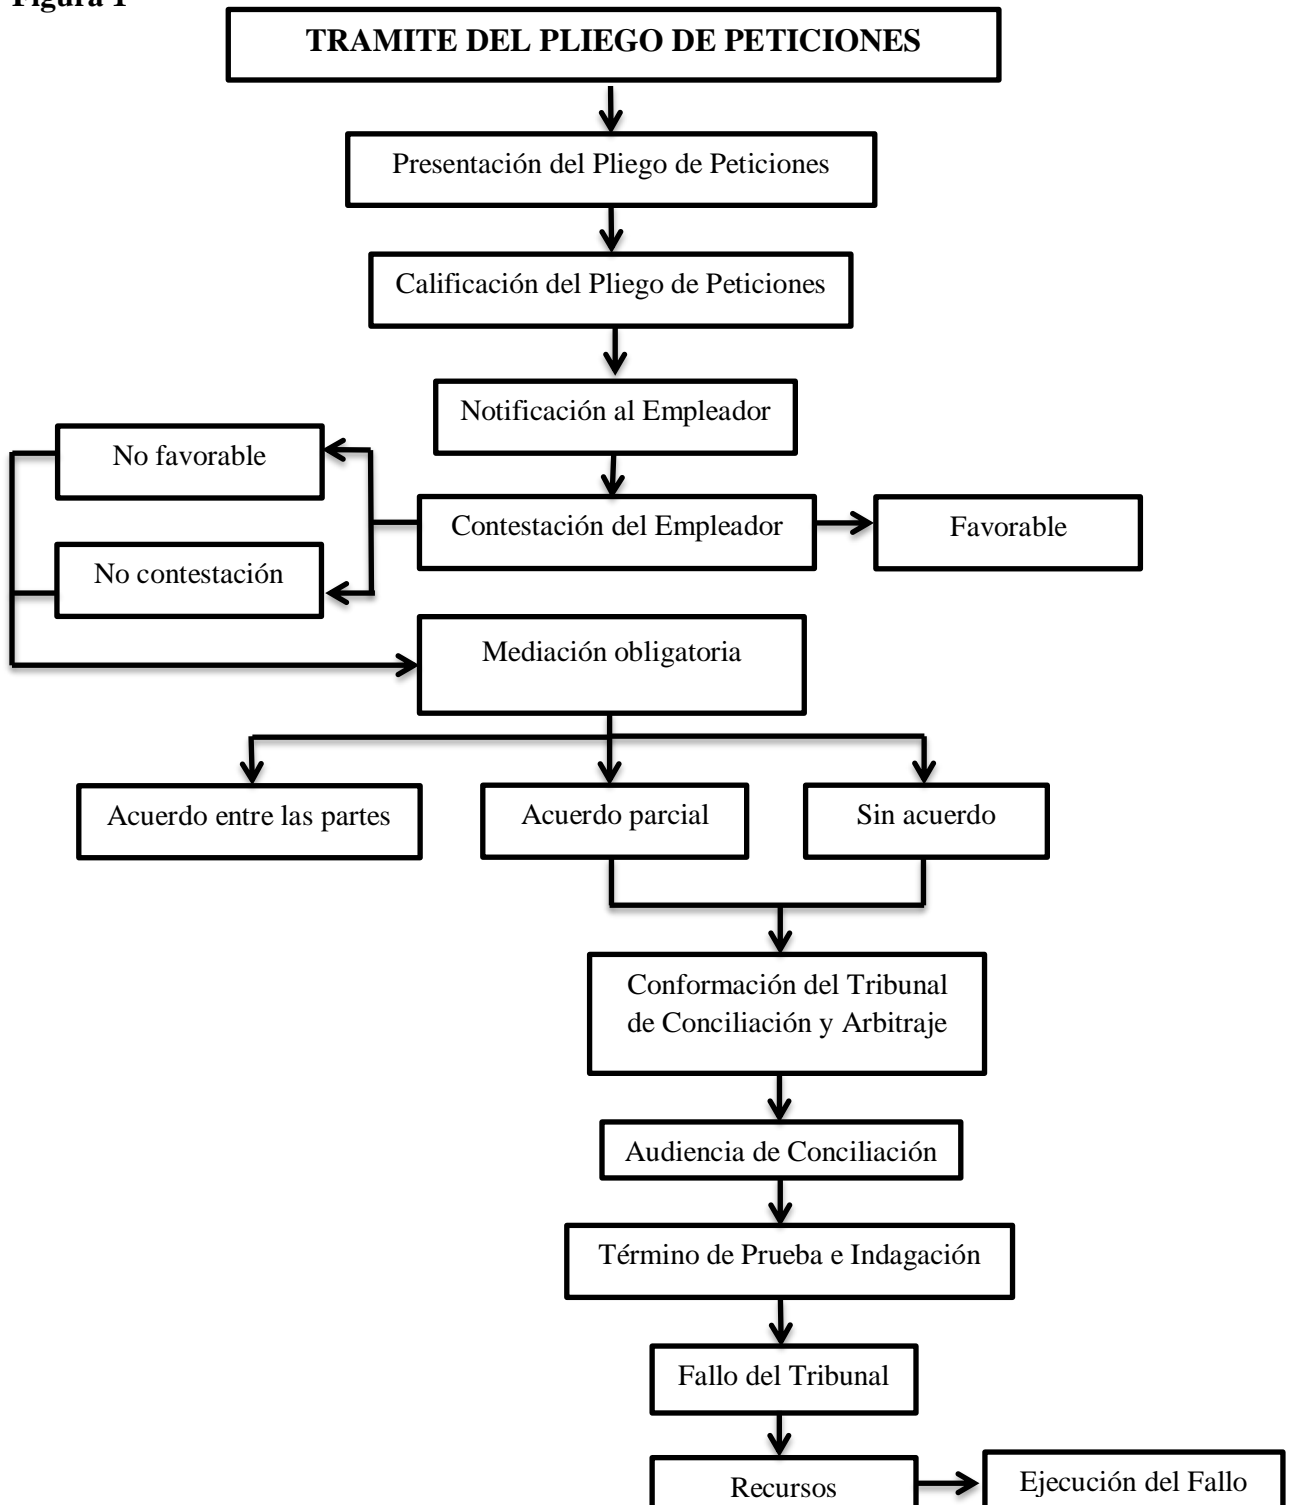 Figura 1
TRAMITE DEL PLIEGO DE PETICIONES
Presentación del Pliego de Peticiones
Calificación del Pliego de Peticiones
Notificación al Empleador
No favorable
Contestación del Empleador
Favorable
No contestación
Mediación obligatoria
Acuerdo entre las partes
Acuerdo parcial
Sin acuerdo
Conformación del Tribunal
de Conciliación y Arbitraje
Audiencia de Conciliación
Término de Prueba e Indagación
Fallo del Tribunal
Recursos
Ejecución del Fallo